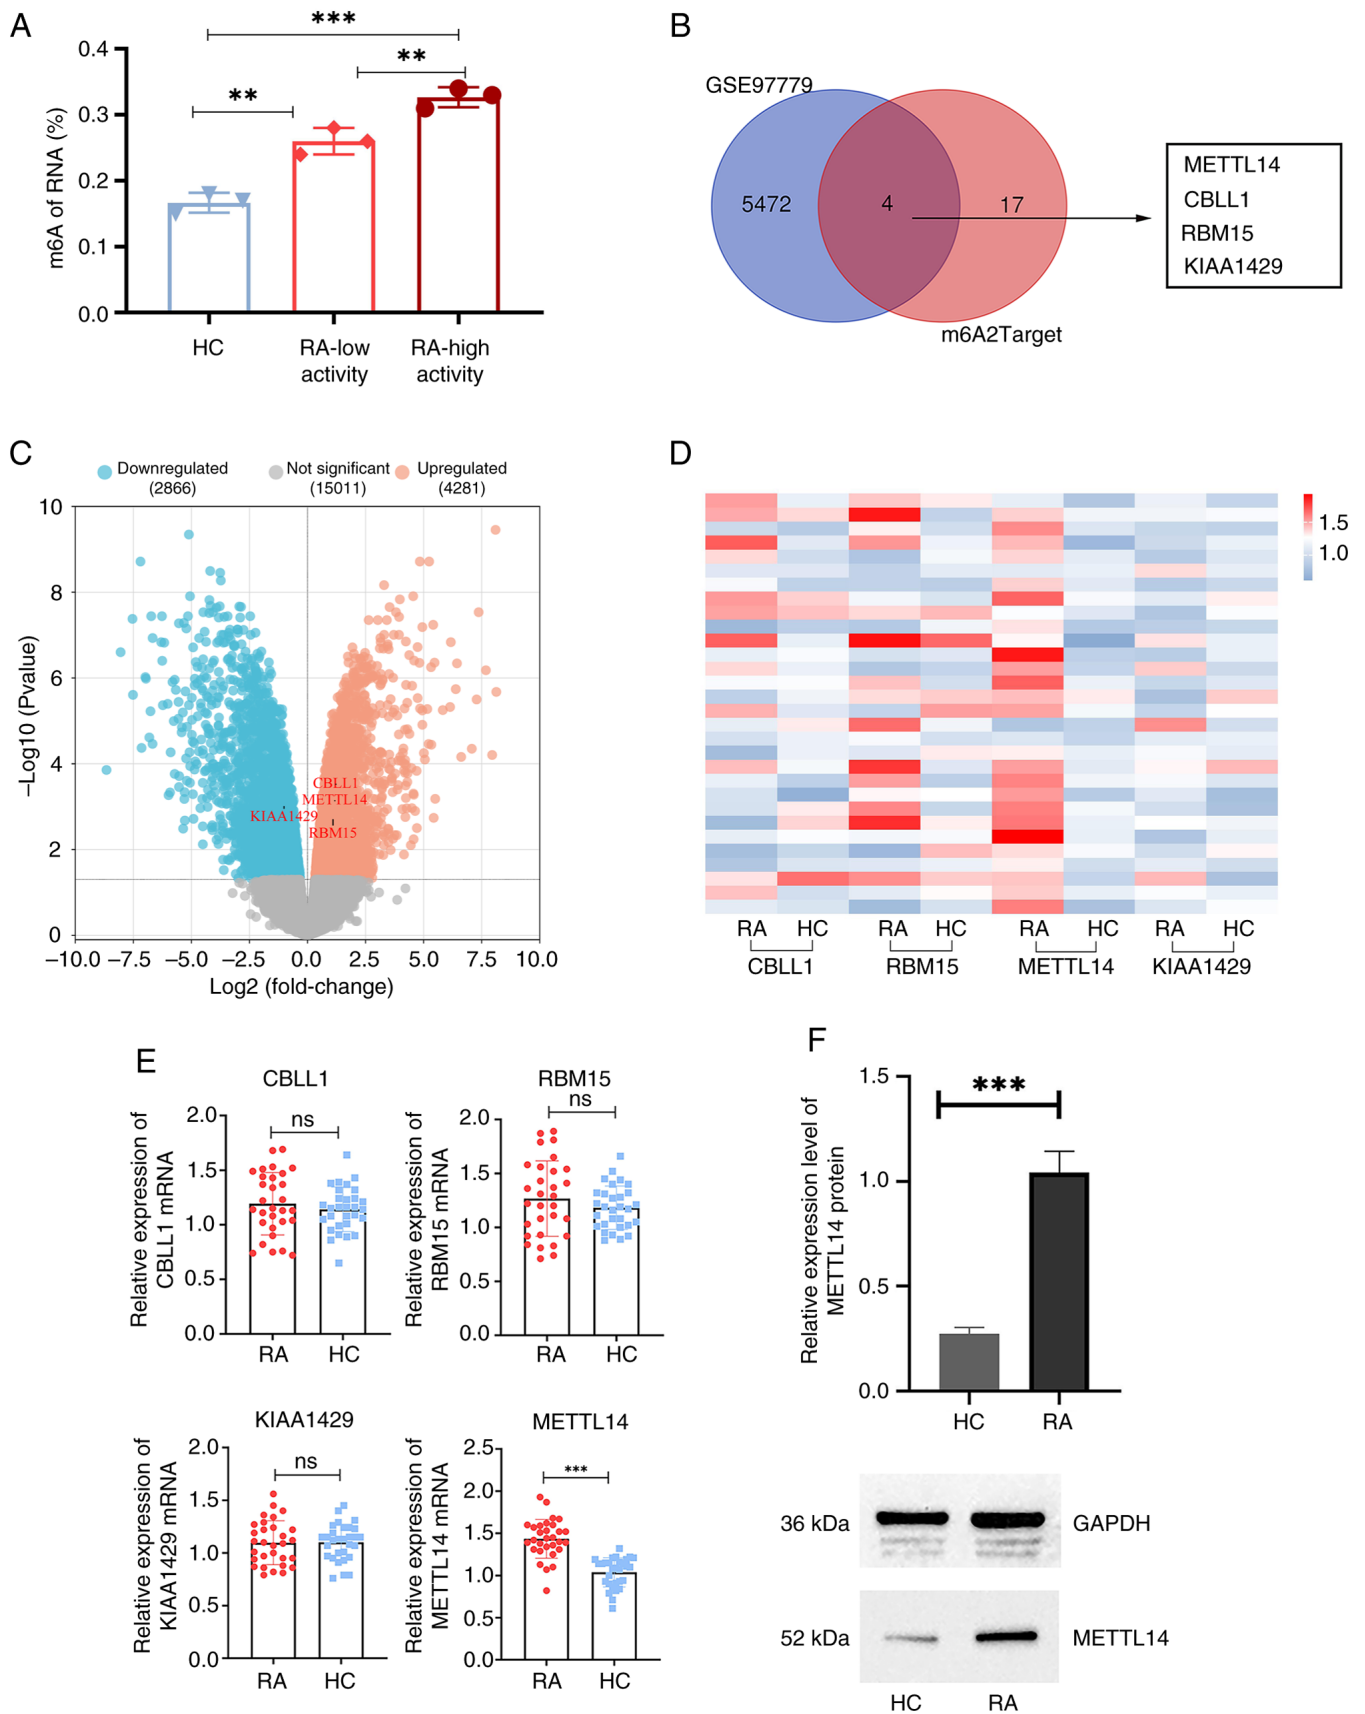 A
***
**
**
0.4
0.3
0.2
0.1
0.0
m6A of RNA (%)
HC
RA-low
activity
RA-high
activity
B
GSE97779
5472
4
17
m6A2Target
METTL14
CBLL1
RBM15
KIAA1429
C
Downregulated
(2866)
Not significant
(15011)
Upregulated
(4281)
10
8
6
4
2
0
–Log10 (Pvalue)
CBLL1
METTL14
KIAA1429
RBM15
–10.0 –7.5 –5.0 –2.5 0.0 2.5 5.0 7.5 10.0
Log2 (fold-change)
D
1.5
1.0
RA HC RA HC RA HC RA HC
CBLL1 RBM15 METTL14 KIAA1429
E
CBLL1
ns
2.0
1.5
1.0
0.5
0.0
Relative expression of
CBLL1 mRNA
RA HC
RBM15
ns
2.0
1.5
1.0
0.5
0.0
Relative expression of
RBM15 mRNA
RA HC
KIAA1429
ns
2.0
1.5
1.0
0.5
0.0
Relative expression of
KIAA1429 mRNA
RA HC
METTL14
***
2.5
2.0
1.5
1.0
0.5
0.0
Relative expression of
METTL14 mRNA
RA HC
F
***
1.5
1.0
0.5
0.0
Relative expression level of
METTL14 protein
HC RA
36 kDa GAPDH
52 kDa METTL14
HC RA